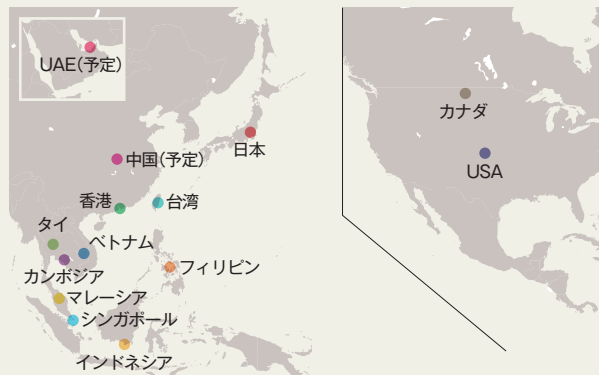 UAE(予定)
カナダ
日本
中国(予定)
USA
香港
台湾
タイ
ベトナム
フィリピン
カンボジア
マレーシア
シンガポール
インドネシア